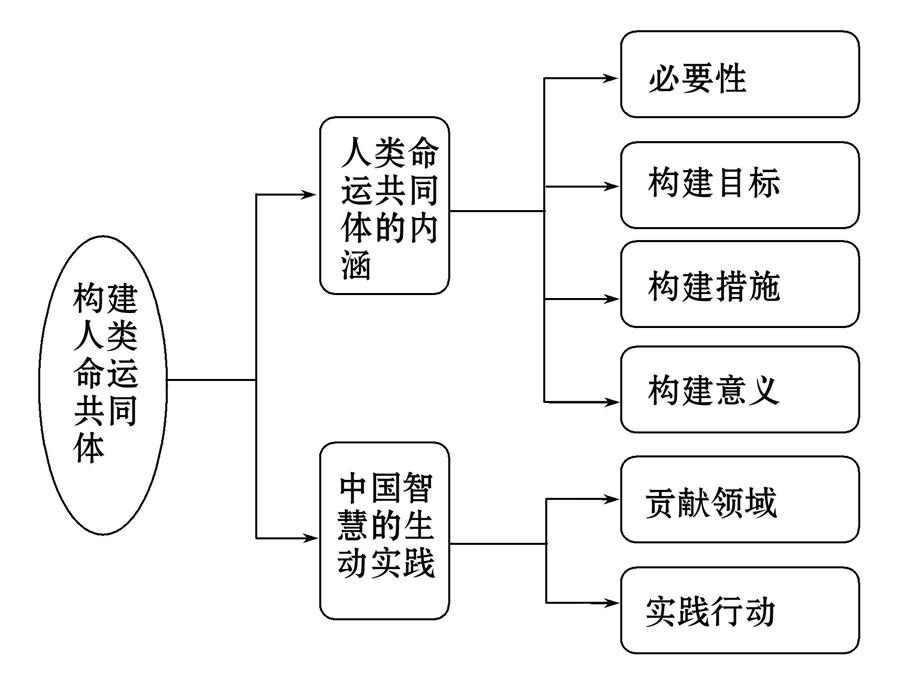 构建
人类
命运
共同
体
人类命
运共同
体的内
涵
必要性
构建目标
构建措施
构建意义
中国智
慧的生
动实践
贡献领域
实践行动